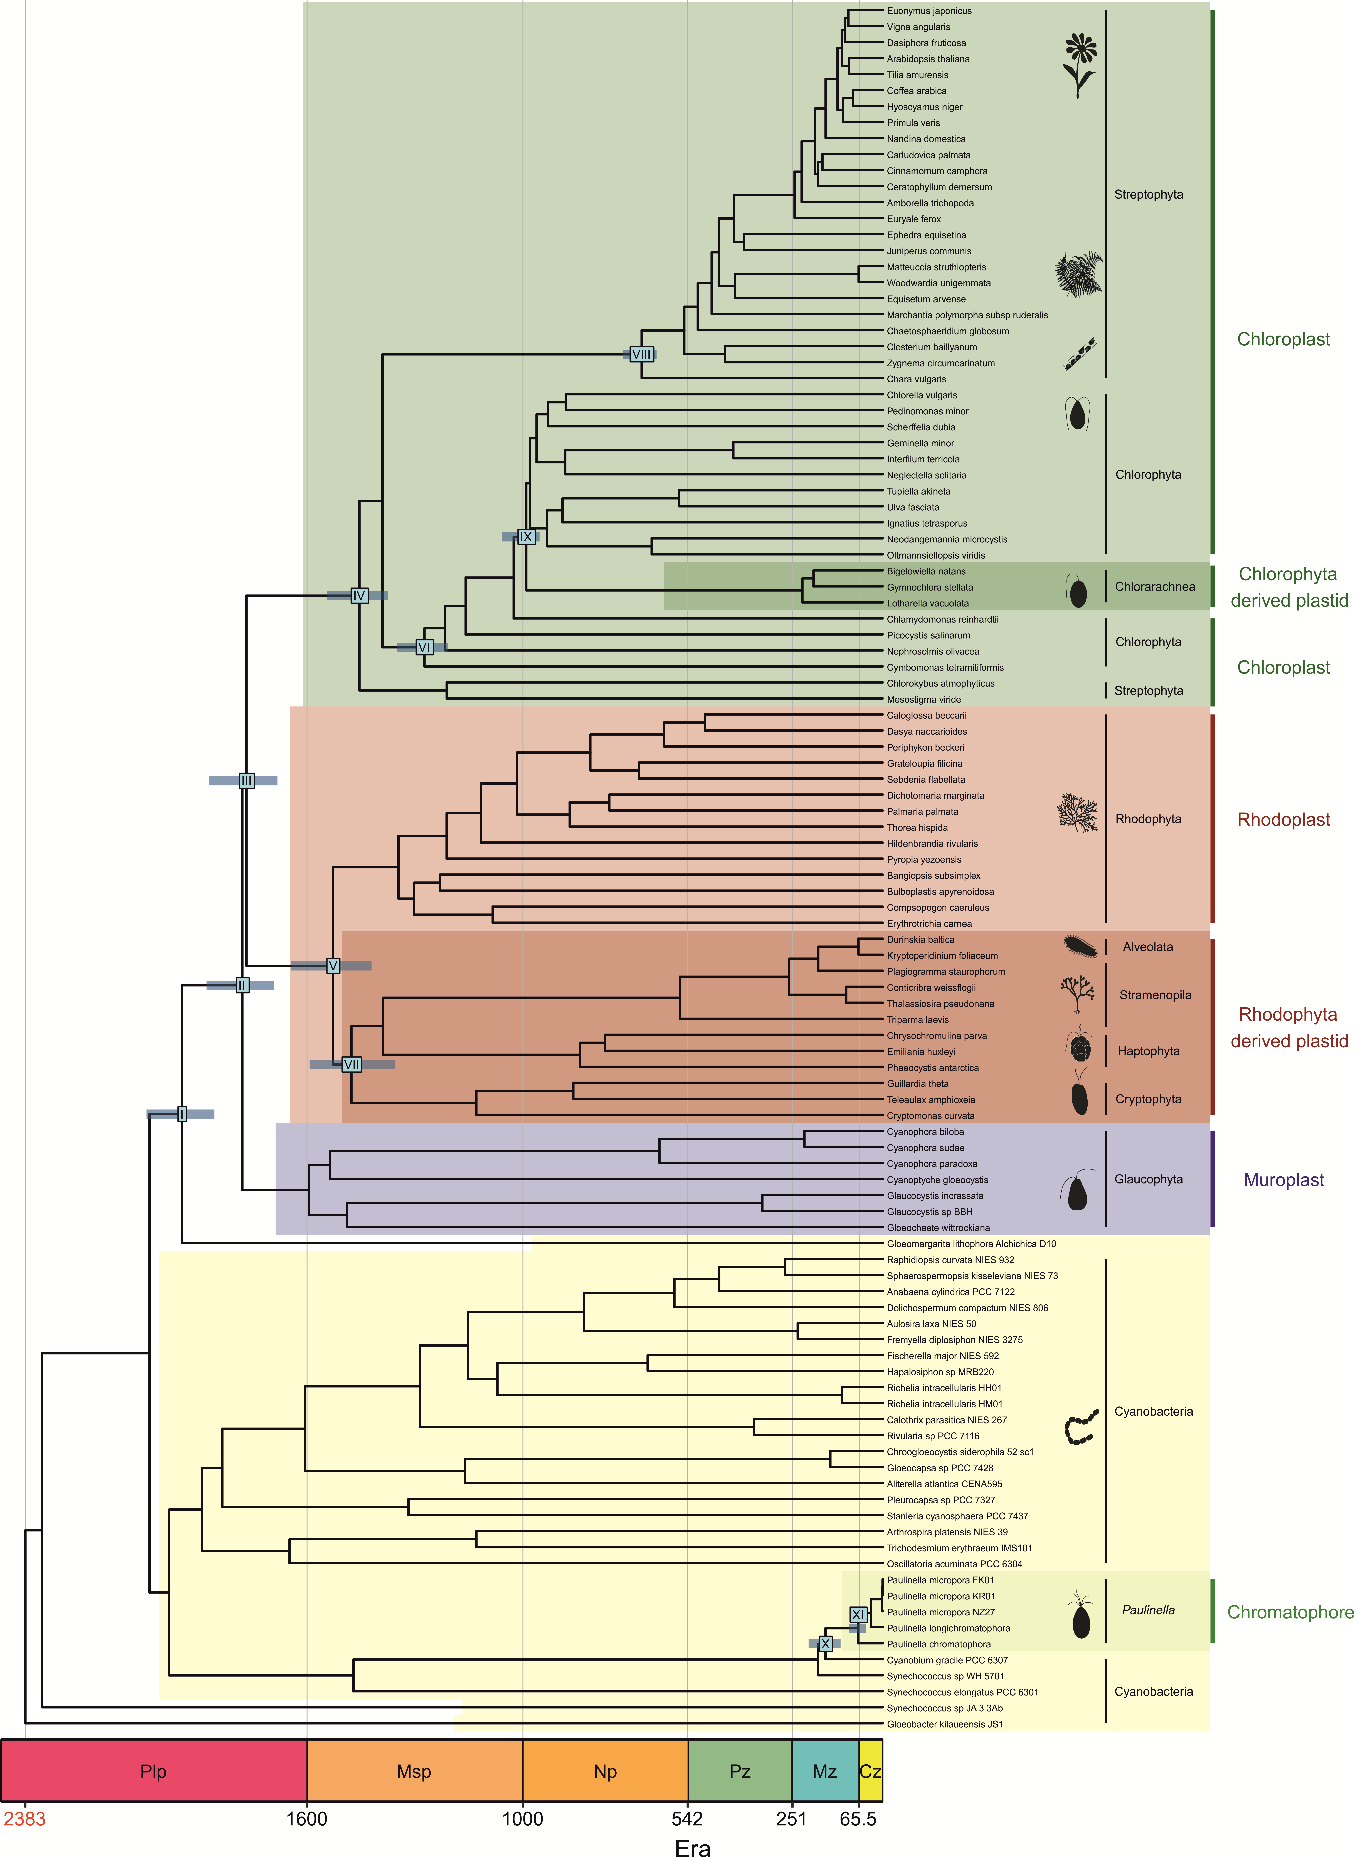 Euonymus japonicus
Vigna angularis
Dasiphora fruticosa
Arabidopsis thaliana
Tilia amurensis
Coffea arabica
Hyoscyamus niger
Primula veris
Nandina domestica
Carludovica palmata
Cinnamomum camphora
Ceratophyllum demersum
Streptophyta
Amborella trichopoda
Euryale ferox
Ephedra equisetina
Juniperus communis
Matteuccia struthiopteris
Woodwardia unigemmata
Equisetum arvense
Marchantia polymorpha subsp ruderalis
Chaetosphaeridium globosum
Chloroplast
Closterium baillyanum
VIII
Zygnema circumcarinatum
Chara vulgaris
Chlorella vulgaris
Pedinomonas minor
Scherffelia dubia
Geminella minor
Interfilum terricola
Neglectella solitaria
Chlorophyta
Tupiella akineta
Ulva fasciata
Ignatius tetrasporus
IX
Neodangemannia microcystis
Oltmannsiellopsis viridis
Bigelowiella natans
Chlorophyta
Gymnochlora stellata
Chlorarachnea
IV
derived plastid
Lotharella vacuolata
Chlamydomonas reinhardtii
Picocystis salinarum
Chlorophyta
VI
Nephroselmis olivacea
Cymbomonas tetramitiformis
Chloroplast
Chlorokybus atmophyticus
Streptophyta
Mesostigma viride
Caloglossa beccarii
Dasya naccarioides
Periphykon beckeri
Grateloupia filicina
III
Sebdenia flabellata
Dichotomaria marginata
Palmaria palmata
Rhodophyta
Rhodoplast
Thorea hispida
Hildenbrandia rivularis
Pyropia yezoensis
Bangiopsis subsimplex
Bulboplastis apyrenoidosa
Compsopogon caeruleus
Erythrotrichia carnea
Durinskia baltica
Alveolata
Kryptoperidinium foliaceum
V
Plagiogramma staurophorum
II
Conticribra weissflogii
Stramenopila
Thalassiosira pseudonana
Rhodophyta
Triparma laevis
derived plastid
Chrysochromulina parva
Emiliania huxleyi
Haptophyta
VII
Phaeocystis antarctica
Guillardia theta
Teleaulax amphioxeia
Cryptophyta
I
Cryptomonas curvata
Cyanophora biloba
Cyanophora sudae
Cyanophora paradoxa
Cyanoptyche gloeocystis
Glaucophyta
Muroplast
Glaucocystis incrassata
Glaucocystis sp BBH
Gloeochaete wittrockiana
Gloeomargarita lithophora Alchichica D10
Raphidiopsis curvata NIES 932
Sphaerospermopsis kisseleviana NIES 73
Anabaena cylindrica PCC 7122
Dolichospermum compactum NIES 806
Aulosira laxa NIES 50
Fremyella diplosiphon NIES 3275
Fischerella major NIES 592
Hapalosiphon sp MRB220
Richelia intracellularis HH01
Richelia intracellularis HM01
Cyanobacteria
Calothrix parasitica NIES 267
Rivularia sp PCC 7116
Chroogloeocystis siderophila 52 sc1
Gloeocapsa sp PCC 7428
Aliterella atlantica CENA595
Pleurocapsa sp PCC 7327
Stanieria cyanosphaera PCC 7437
Arthrospira platensis NIES 39
Trichodesmium erythraeum IMS101
Oscillatoria acuminata PCC 6304
Paulinella micropora FK01
Paulinella micropora KR01
Paulinella micropora NZ27
Paulinella
Chromatophore
XI
Paulinella longichromatophora
Paulinella chromatophora
X
Cyanobium gracile PCC 6307
Synechococcus sp WH 5701
Synechococcus elongatus PCC 6301
Cyanobacteria
Synechococcus sp JA 3 3Ab
Gloeobacter kilaueensis JS1
Plp Msp Np Pz Mz Cz
2383 1600 1000 542 251 65.5
Era